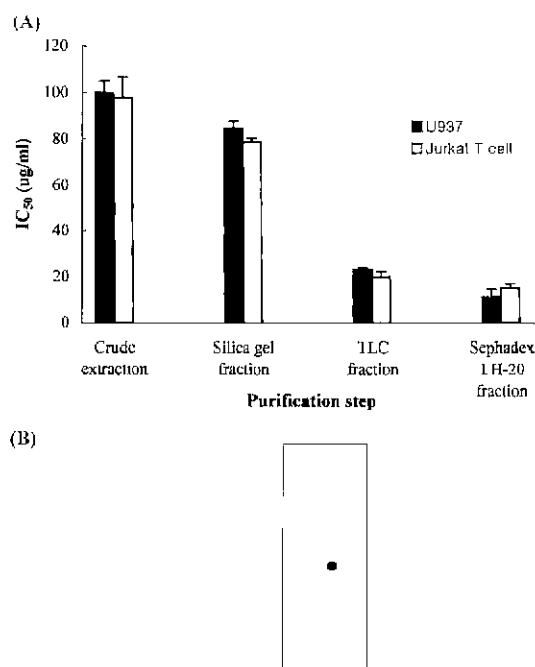 (A)
120
100
80
60
40
20
0
IC50 (ug/ml)
U937
Jurkat T cell
Crude extraction
Silica gel fraction
TLC fraction
Sephadex LH-20 fraction
Purification step
(B)